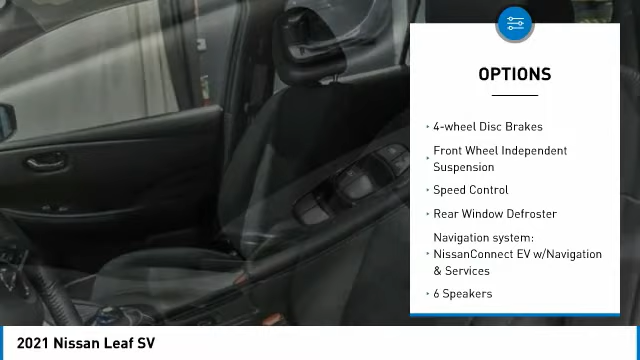 OPTIONS
4-wheel Disc Brakes
Front Wheel Independent
Suspension
Speed Control
Rear Window Defroster
Navigation system:
NissanConnect EV w/Navigation
& Services
6 Speakers
2021 Nissan Leaf SV